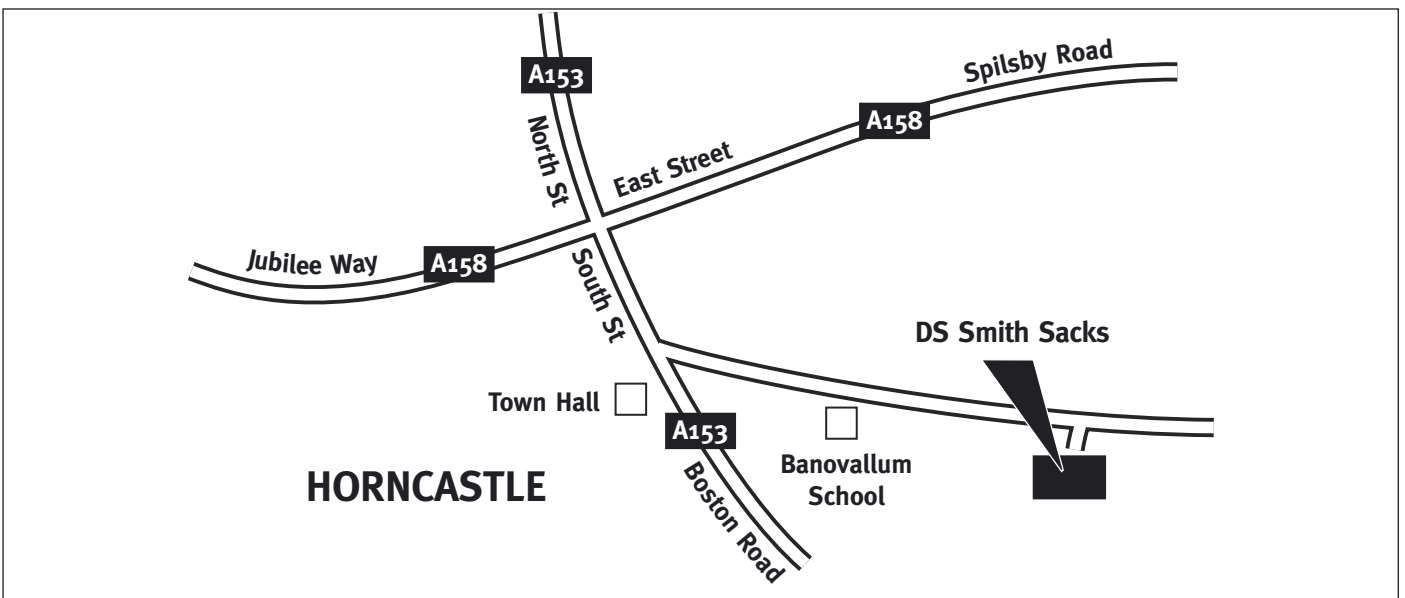 A153
Spilsby Road
A158
North St
East Street
Jubilee Way
A158
South St
DS Smith Sacks
Town Hall
A153
Banovallum
School
HORNCASTLE
Boston Road